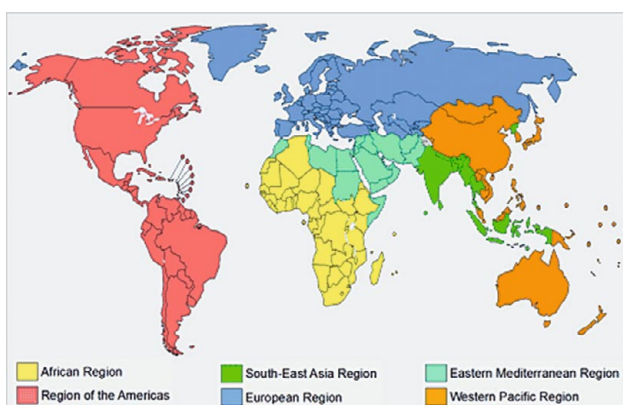 African Region
South-East Asia Region
Eastern Mediterranean Region
Region of the Americas
European Region
Western Pacific Region